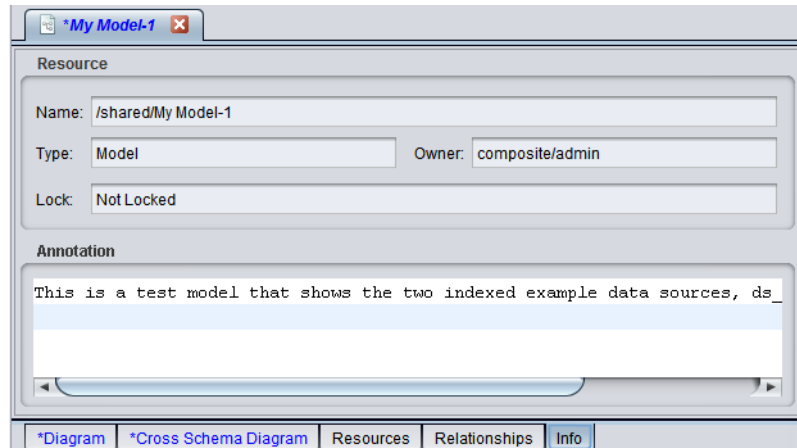 *My Model-1
Resource
Name: /shared/My Model-1
Type: Model Owner: composite/admin
Lock: Not Locked
Annotation
This is a test model that shows the two indexed example data sources, ds_
*Diagram *Cross Schema Diagram Resources Relationships Info